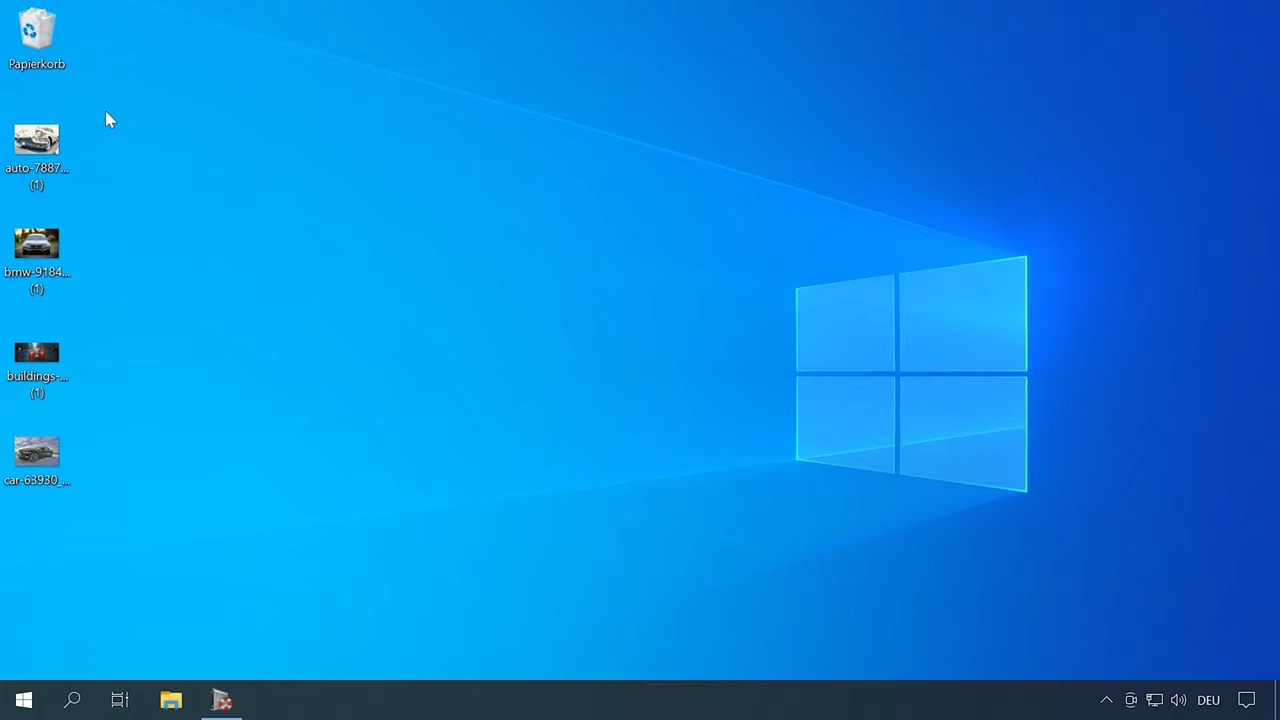 Papierkorb
auto-7887...
(1)
bmw-9184...
(1)
buildings-...
(1)
car-63930_...
DEU